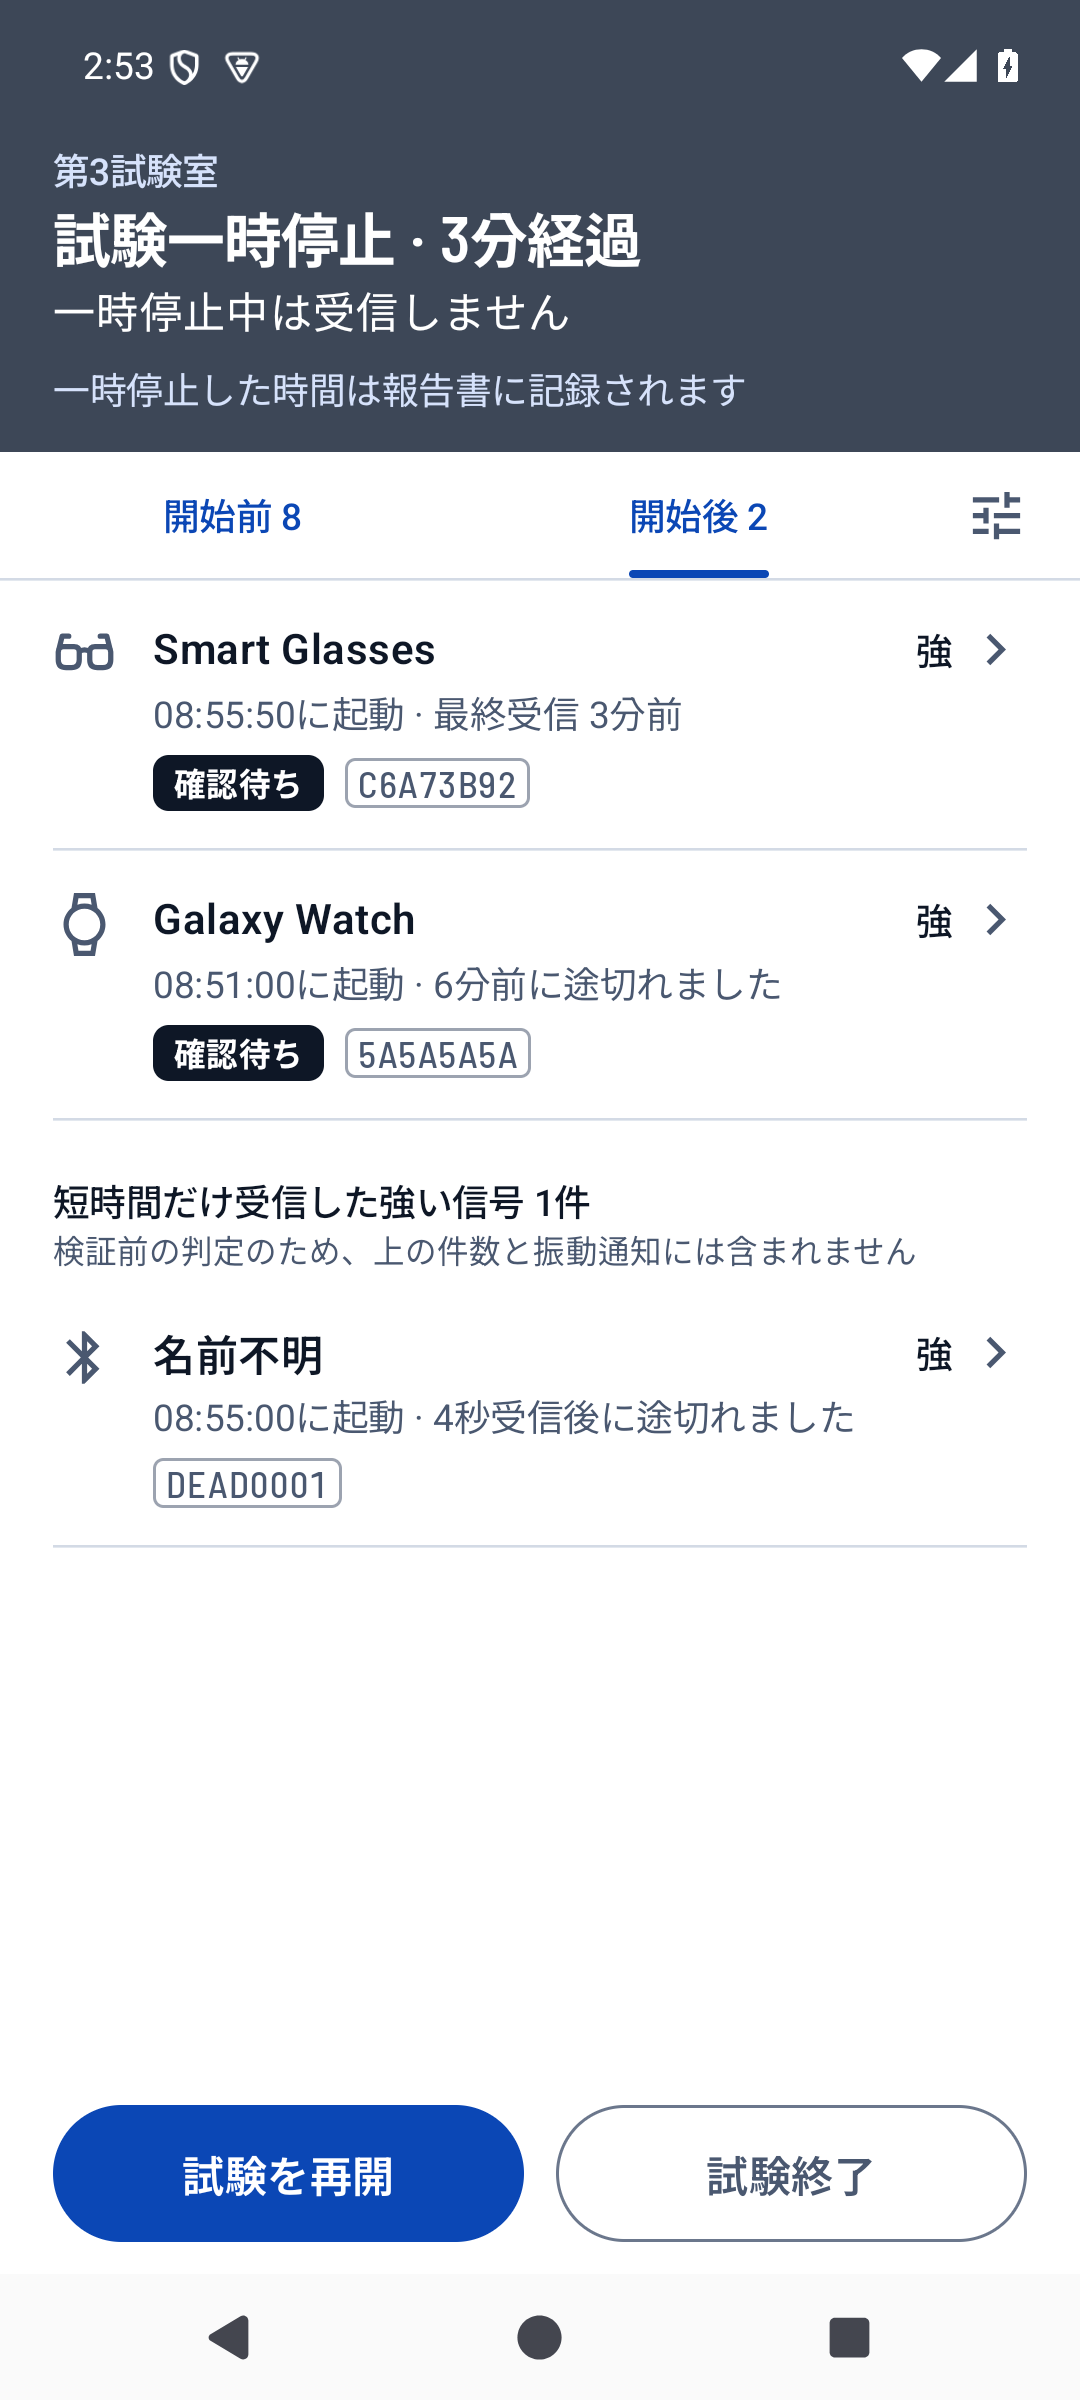 2:53
第3試験室
試験一時停止 · 3分経過
一時停止中は受信しません
一時停止した時間は報告書に記録されます
開始前 8
開始後 2
Smart Glasses
強
08:55:50に起動 · 最終受信 3分前
確認待ち
C6A73B92
Galaxy Watch
強
08:51:00に起動 · 6分前に途切れました
確認待ち
5A5A5A5A
短時間だけ受信した強い信号 1件
検証前の判定のため、上の件数と振動通知には含まれません
名前不明
強
08:55:00に起動 · 4秒受信後に途切れました
DEAD0001
試験を再開
試験終了